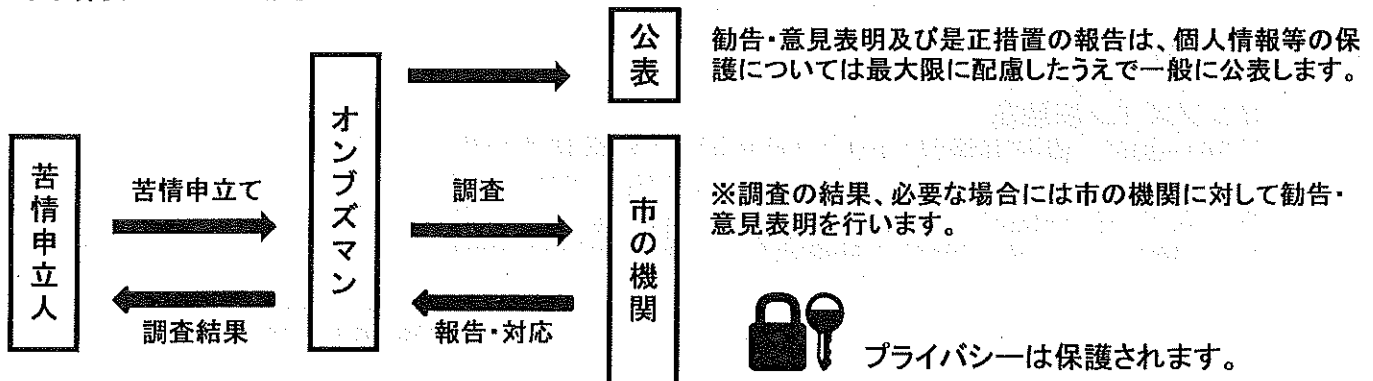 公表
勧告・意見表明及び是正措置の報告は、個人情報等の保
護については最大限に配慮したうえで一般に公表します。
苦情申立人
苦情申立て
調査結果
オンブズマン
調査
報告・対応
市の機関
※調査の結果、必要な場合には市の機関に対して勧告・
意見表明を行います。
プライバシーは保護されます。